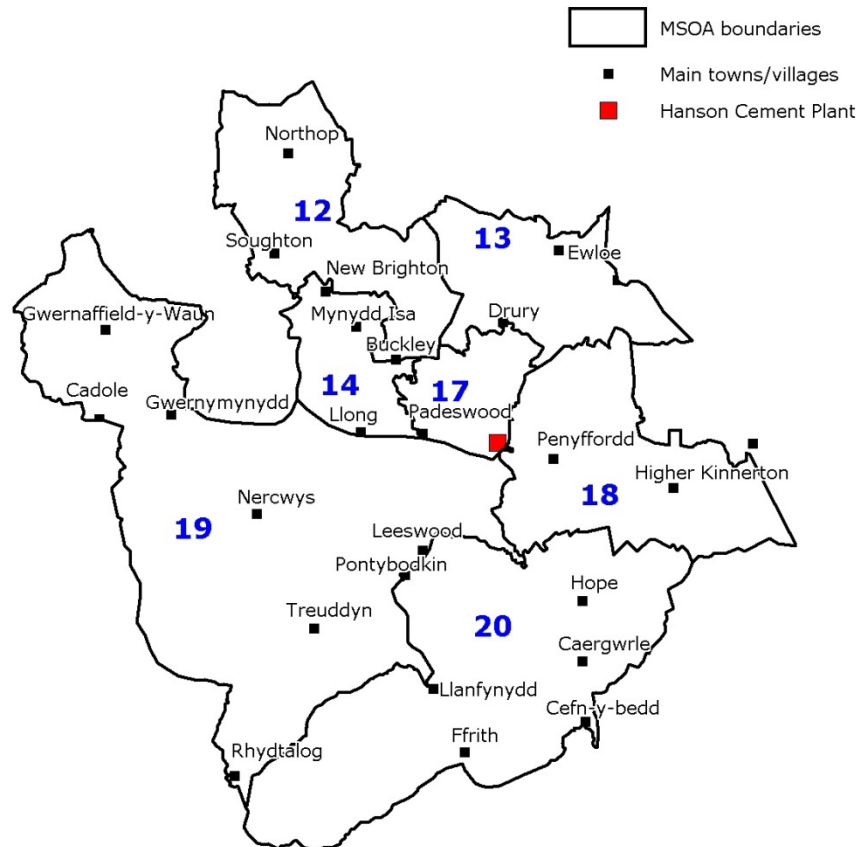 MSOA boundaries
Main towns/villages
Hanson Cement Plant
Northop
12
13
Soughton
Ewloe
New Brighton
Gwernaffield-y-Waun
Mynydd Isa
Drury
Buckley
14
17
Cadole
Gwernymynydd
Llong
Padeswood
Penyffordd
Higher Kinnerton
18
Nercwys
19
Leeswood
Pontybodkin
Hope
Treuddyn
20
Caergwrle
Llanfynydd
Cefn-y-bedd
Ffrith
Rhydtalog